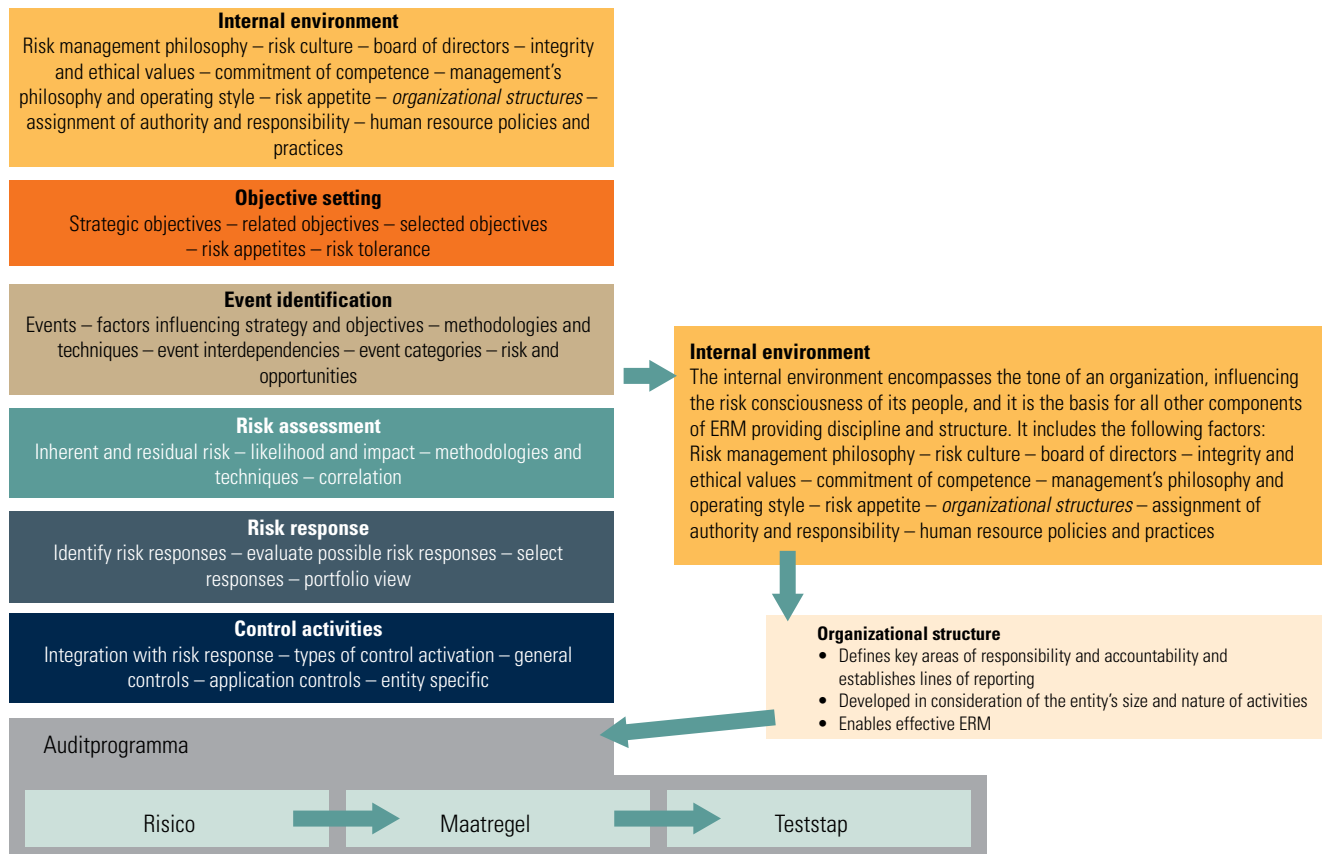 Internal environment
Risk management philosophy – risk culture – board of directors – integrity
and ethical values – commitment of competence – management's
philosophy and operating style – risk appetite – organizational structures –
assignment of authority and responsibility – human resource policies and
practices
Objective setting
Strategic objectives – related objectives – selected objectives
– risk appetites – risk tolerance
Event identification
Events – factors influencing strategy and objectives – methodologies and
techniques – event interdependencies – event categories – risk and
opportunities
Risk assessment
Inherent and residual risk – likelihood and impact – methodologies and
techniques – correlation
Risk response
Identify risk responses – evaluate possible risk responses – select
responses – portfolio view
Control activities
Integration with risk response – types of control activation – general
controls – application controls – entity specific
Internal environment
The internal environment encompasses the tone of an organization, influencing
the risk consciousness of its people, and it is the basis for all other components
of ERM providing discipline and structure. It includes the following factors:
Risk management philosophy – risk culture – board of directors – integrity and
ethical values – commitment of competence – management's philosophy and
operating style – risk appetite – organizational structures – assignment of
authority and responsibility – human resource policies and practices
Organizational structure
• Defines key areas of responsibility and accountability and
establishes lines of reporting
• Developed in consideration of the entity's size and nature of activities
• Enables effective ERM
Auditprogramma
Risico
Maatregel
Teststap